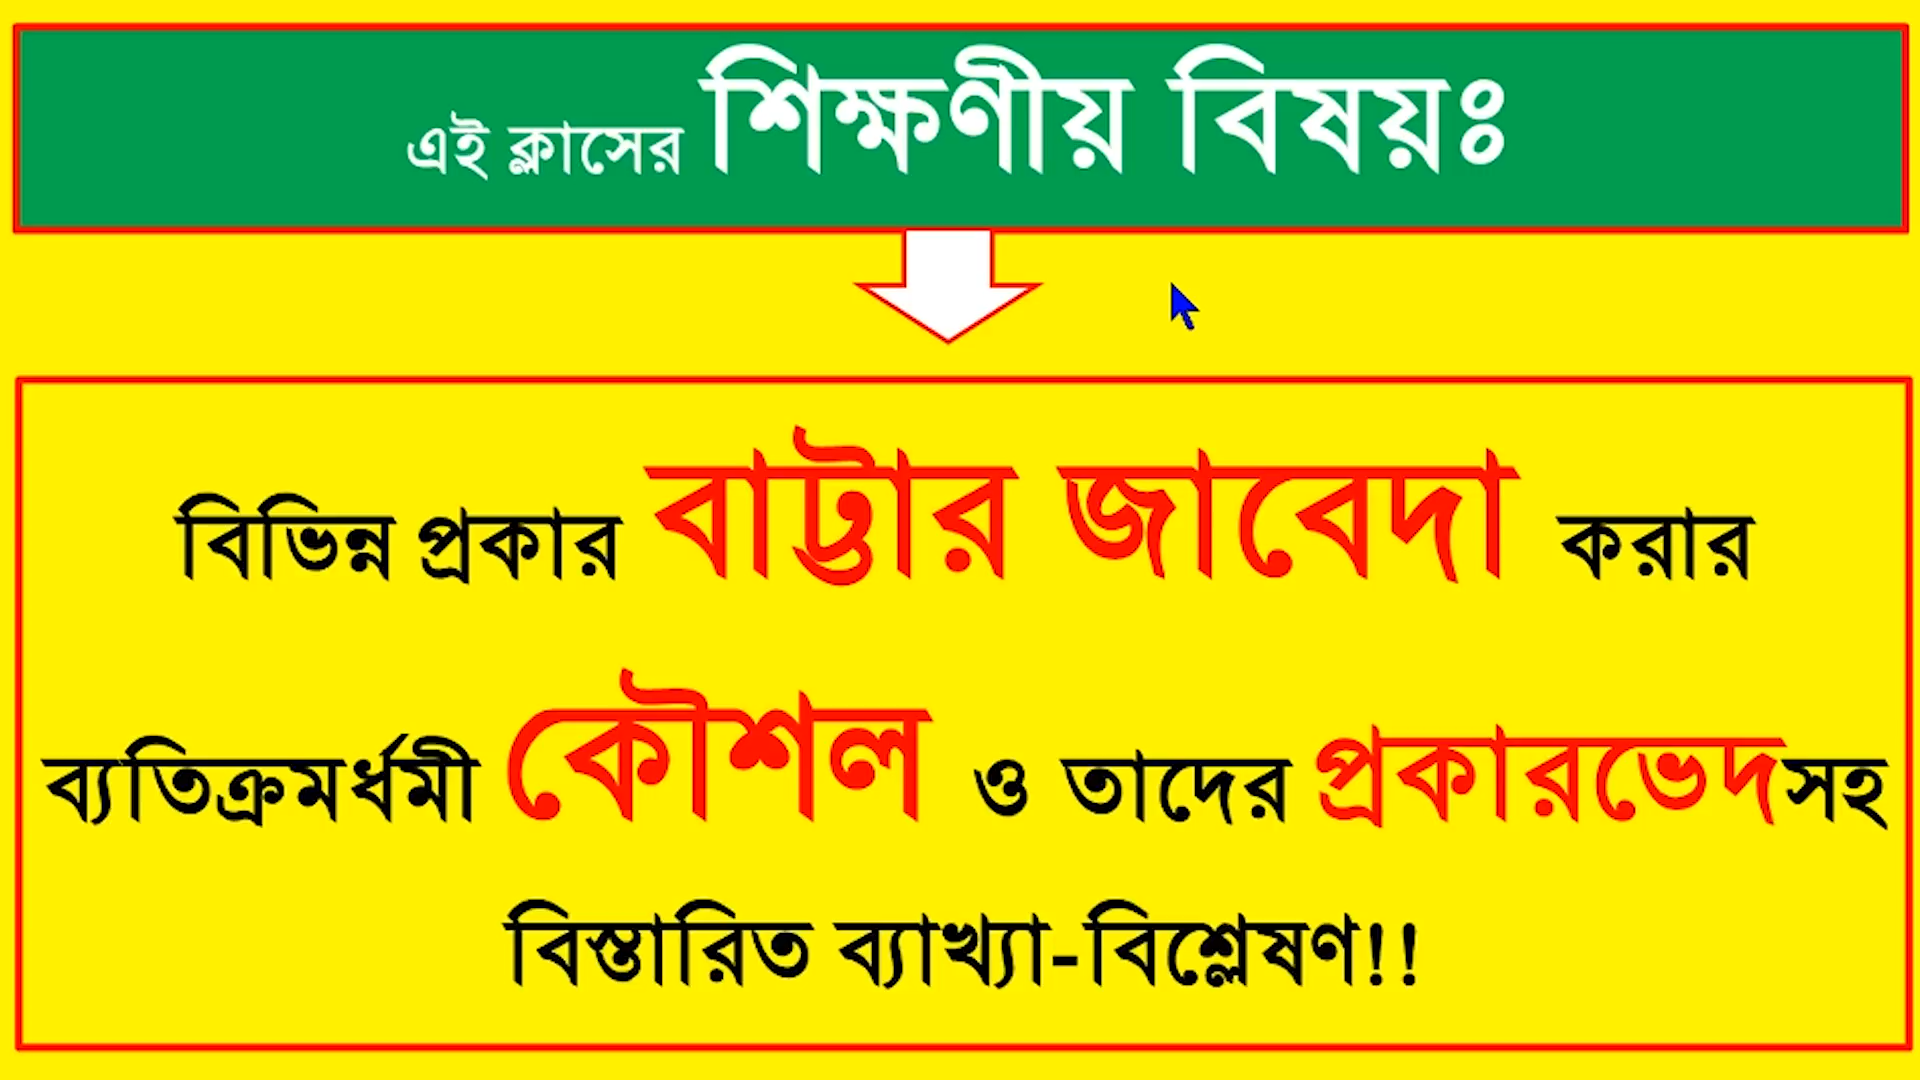 এই ক্লাসের শিক্ষণীয় বিষয়ঃ
বিভিন্ন প্রকার বাট্টার জাবেদা করার
ব্যতিক্রমর্ধমী কৌশল ও তাদের প্রকারভেদসহ
বিস্তারিত ব্যাখ্যা-বিশ্লেষণ!!